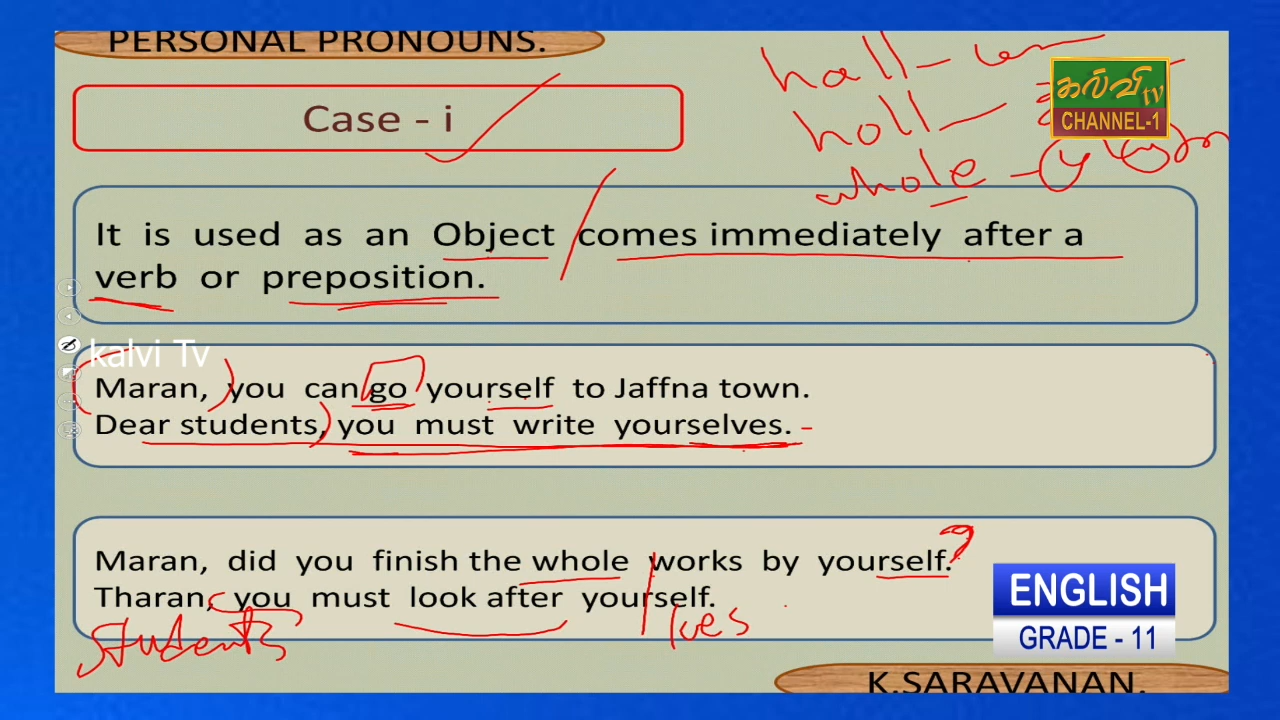 PERSONAL PRONOUNS.
hall –
Case - i
holl –
கல்வி tv
CHANNEL-1
whole –
It is used as an Object comes immediately after a
verb or preposition.
kalvi Tv
Maran, you can go yourself to Jaffna town.
Dear students, you must write yourselves.
Maran, did you finish the whole works by yourself. ?
Tharan, you must look after yourself.
students
lves
ENGLISH
GRADE - 11
K.SARAVANAN.